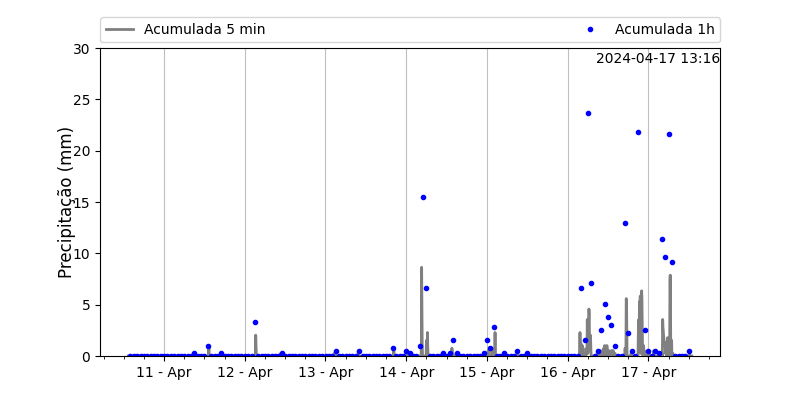 Acumulada 5 min
Acumulada 1h
2024-04-17 13:16
Precipitação (mm)
30
25
20
15
10
5
0
11 - Apr
12 - Apr
13 - Apr
14 - Apr
15 - Apr
16 - Apr
17 - Apr